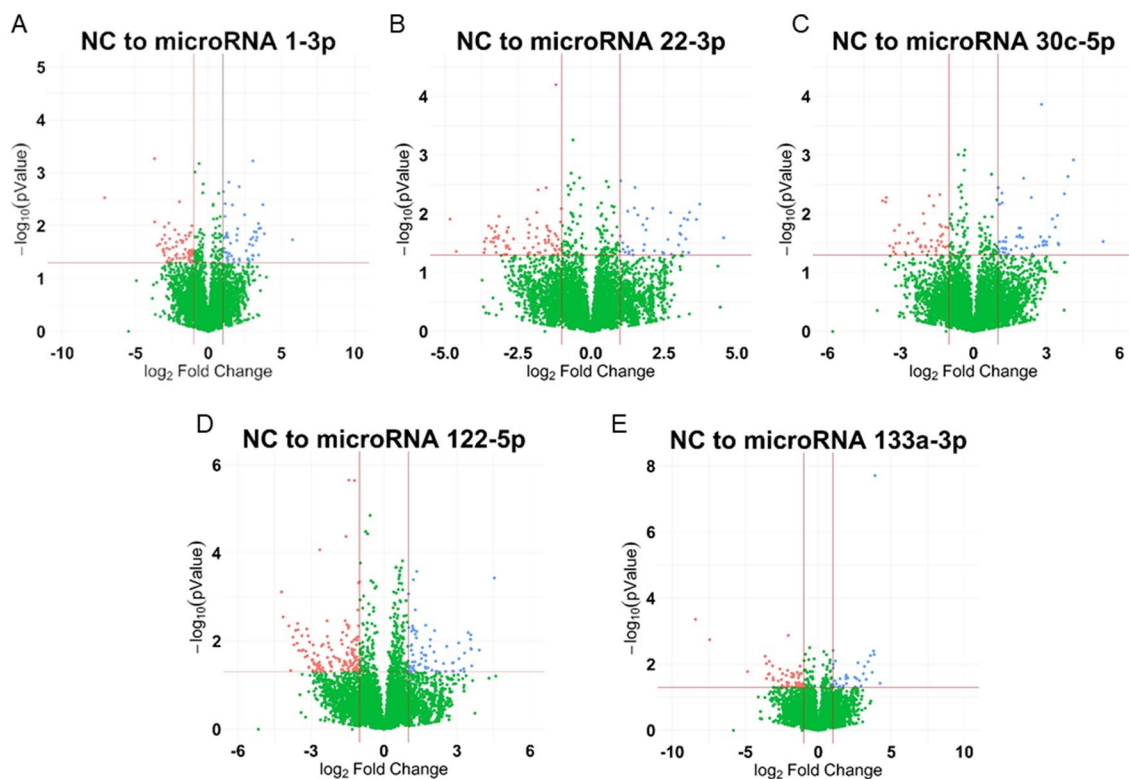 A
NC to microRNA 1-3p
5
4
3
2
1
0
-10
-5
0
5
10
−log10(pValue)
log2 Fold Change
B
NC to microRNA 22-3p
4
3
2
1
0
-5.0
-2.5
0.0
2.5
5.0
−log10(pValue)
log2 Fold Change
C
NC to microRNA 30c-5p
4
3
2
1
0
-6
-3
0
3
6
−log10(pValue)
log2 Fold Change
D
NC to microRNA 122-5p
6
4
2
0
-6
-3
0
3
6
−log10(pValue)
log2 Fold Change
E
NC to microRNA 133a-3p
8
6
4
2
0
-10
-5
0
5
10
−log10(pValue)
log2 Fold Change